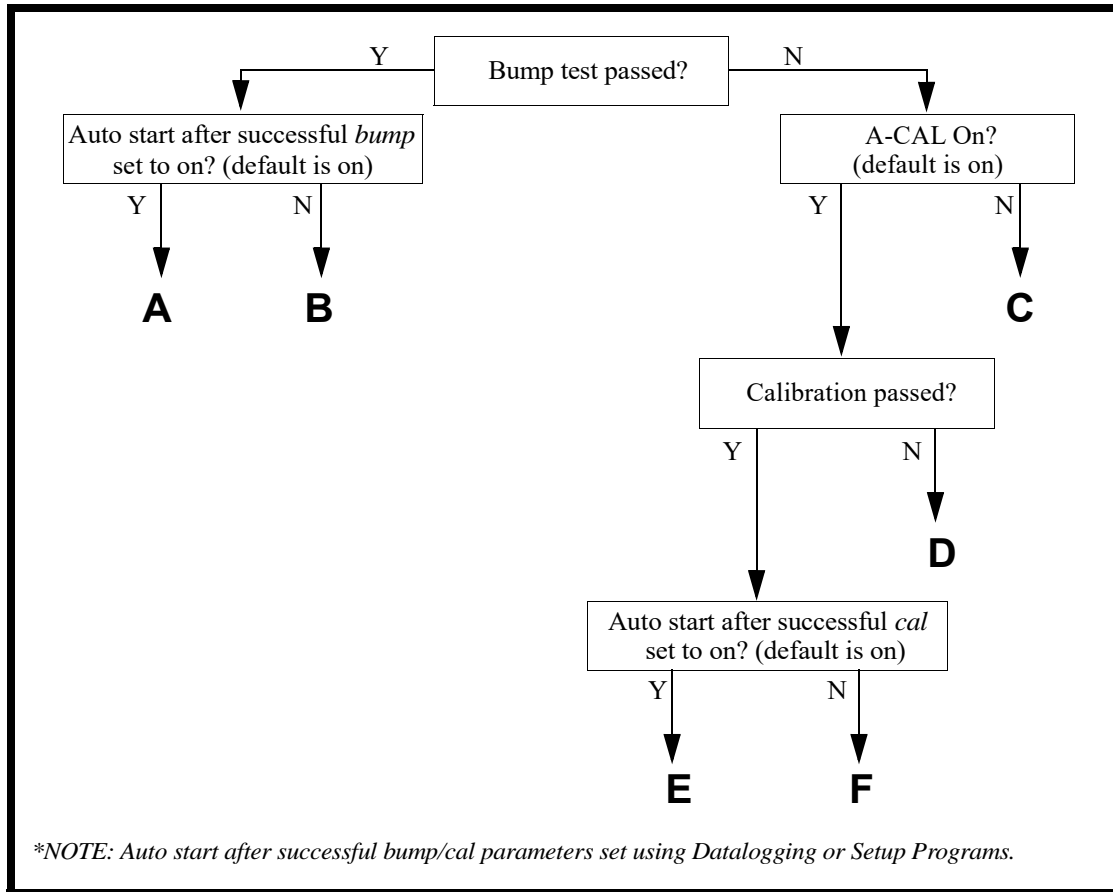 Bump test passed?
Y
N
Auto start after successful bump
set to on? (default is on)
A-CAL On?
(default is on)
Y
N
Y
N
A
B
C
Calibration passed?
Y
N
D
Auto start after successful cal
set to on? (default is on)
Y
N
E
F
*NOTE: Auto start after successful bump/cal parameters set using Datalogging or Setup Programs.